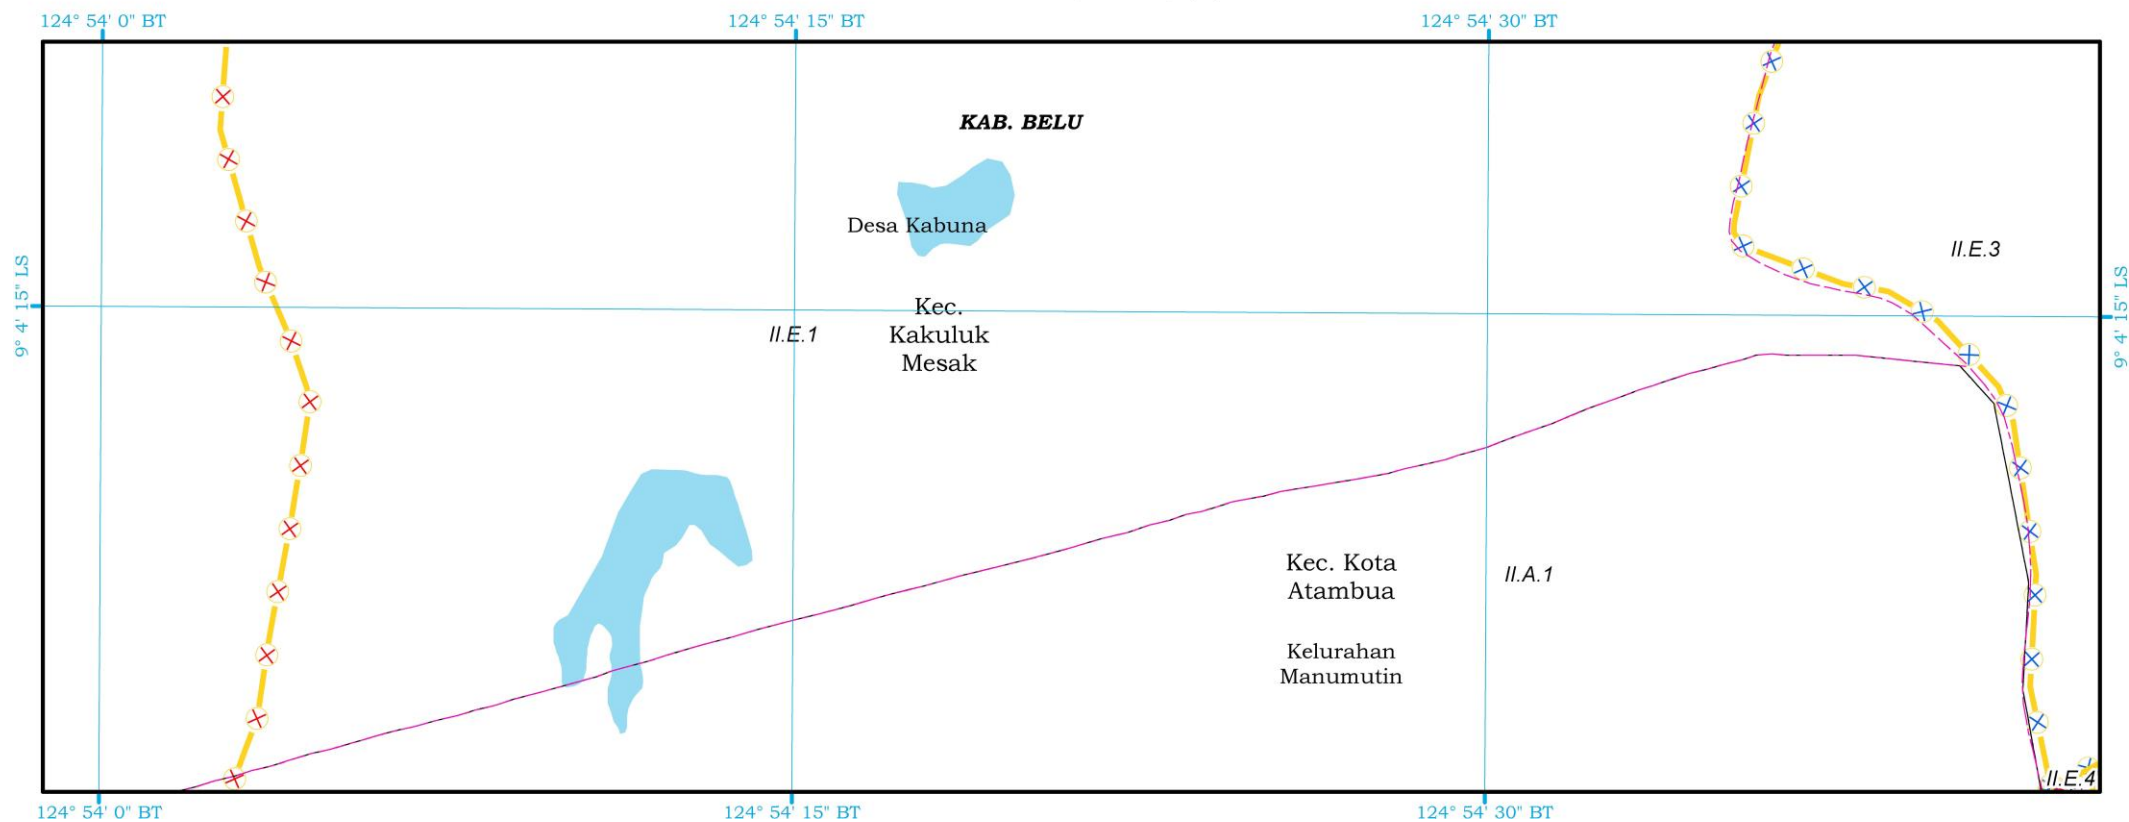 124° 54' 0" BT
124° 54' 15" BT
124° 54' 30" BT
KAB. BELU
Desa Kabuna
II.E.3
9° 4' 15" LS
9° 4' 15" LS
Kec.
Kakuluk
Mesak
II.E.1
Kec. Kota
Atambua
II.A.1
Kelurahan
Manumutin
II.E.4
124° 54' 0" BT
124° 54' 15" BT
124° 54' 30" BT